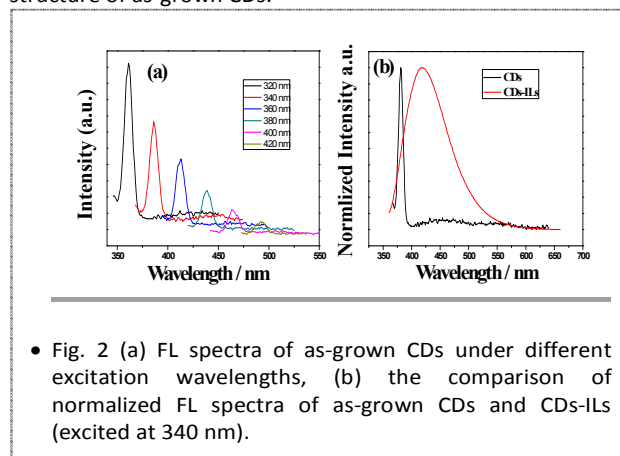 structure of as-grown CDs.
(a)
320 nm
340 nm
360 nm
380 nm
400 nm
420 nm
Intensity (a.u.)
350 400 450 500 550
Wavelength / nm
(b)
CDs
CDs-ILs
Normlized Intensity a.u.
350 400 450 500 550 600 650 700
Wavelength / nm
• Fig. 2 (a) FL spectra of as-grown CDs under different
excitation wavelengths, (b) the comparison of
normalized FL spectra of as-grown CDs and CDs-ILs
(excited at 340 nm).